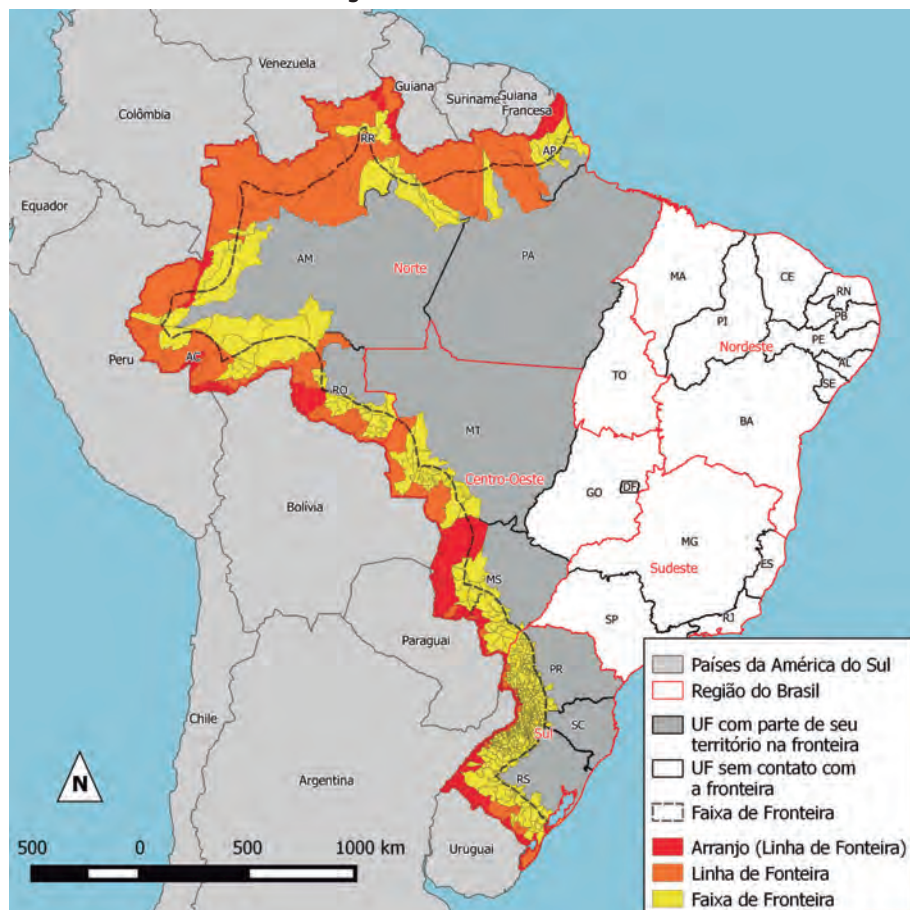 Venezuela
Guiana
Suriname
Guiana
Francesa
Colômbia
RR
AP
Equador
AM
Norte
PA
MA
CE
RN
PB
PI
PE
Nordeste
AL
SE
Peru
AC
TO
RO
BA
MT
Centro-Oeste
GO
DF
Bolívia
MG
ES
MS
Sudeste
SP
RJ
Paraguai
PR
Chile
SC
Sul
RS
Argentina
Uruguai
N
500 0 500 1000 km
Países da América do Sul
Região do Brasil
UF com parte de seu
território na fronteira
UF sem contato com
a fronteira
Faixa de Fronteira
Arranjo (Linha de Fonteira)
Linha de Fonteira
Faixa de Fronteira